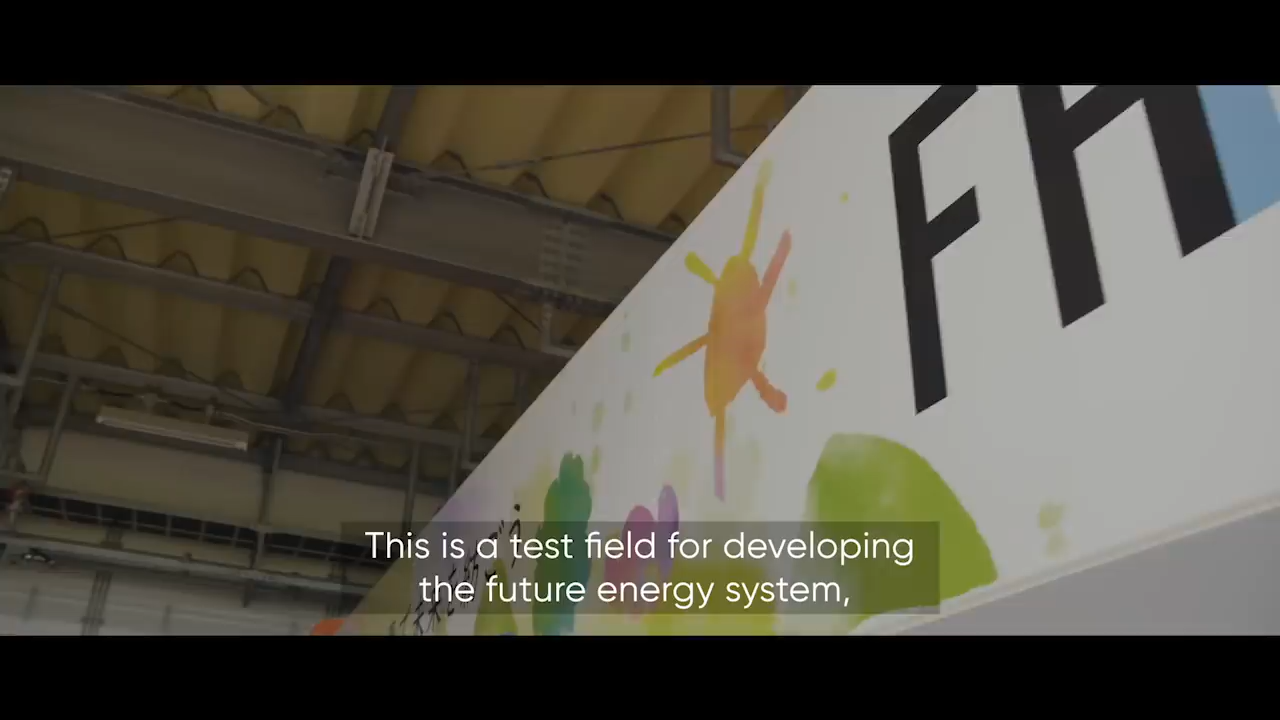 FH
This is a test field for developing
the future energy system,